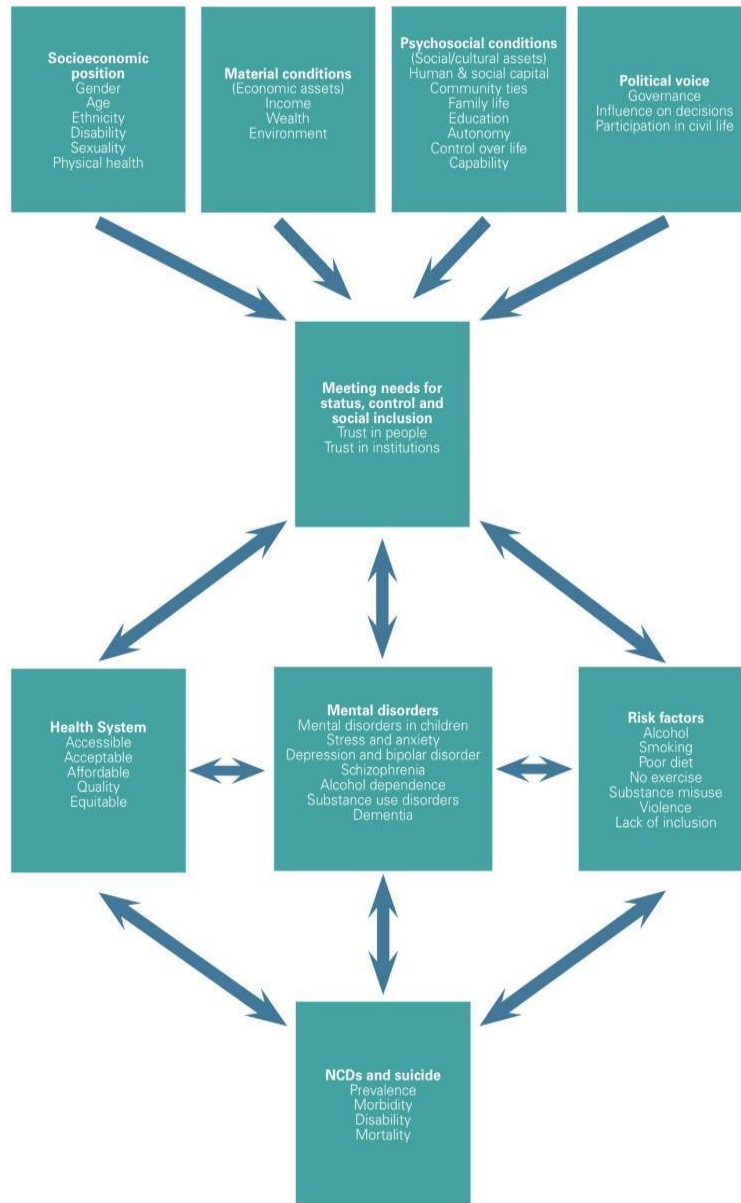 Socioeconomic
position
Gender
Age
Ethnicity
Disability
Sexuality
Physical health
Material conditions
(Economic assets)
Income
Wealth
Environment
Psychosocial conditions
(Social/cultural assets)
Human & social capital
Community ties
Family life
Education
Autonomy
Control over life
Capability
Political voice
Governance
Influence on decisions
Participation in civil life
Meeting needs for
status, control and
social inclusion
Trust in people
Trust in institutions
Health System
Accessible
Acceptable
Affordable
Quality
Equitable
Mental disorders
Mental disorders in children
Stress and anxiety
Depression and bipolar disorder
Schizophrenia
Alcohol dependence
Substance use disorders
Dementia
Risk factors
Alcohol
Smoking
Poor diet
No exercise
Substance misuse
Violence
Lack of inclusion
NCDs and suicide
Prevalence
Morbidity
Disability
Mortality